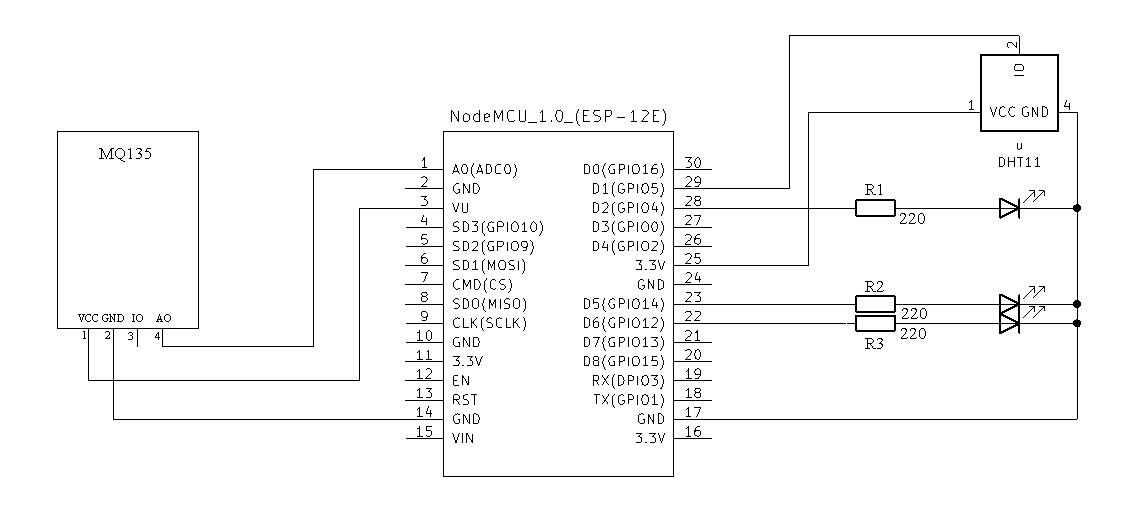 NodeMCU_1.0_(ESP-12E)
MQ135
VCC GND IO AO
1 2 3 4
1 A0(ADC0)
2 GND
3 VU
4 SD3(GPIO10)
5 SD2(GPIO9)
6 SD1(MOSI)
7 CMD(CS)
8 SD0(MISO)
9 CLK(SCLK)
10 GND
11 3.3V
12 EN
13 RST
14 GND
15 VIN
D0(GPIO16) 30
D1(GPIO5) 29
D2(GPIO4) 28
D3(GPIO0) 27
D4(GPIO2) 26
3.3V 25
GND 24
D5(GPIO14) 23
D6(GPIO12) 22
D7(GPIO13) 21
D8(GPIO15) 20
RX(DPIO3) 19
TX(GPIO1) 18
GND 17
3.3V 16
2
IO
1 VCC GND 4
u
DHT11
R1
220
R2
220
R3
220